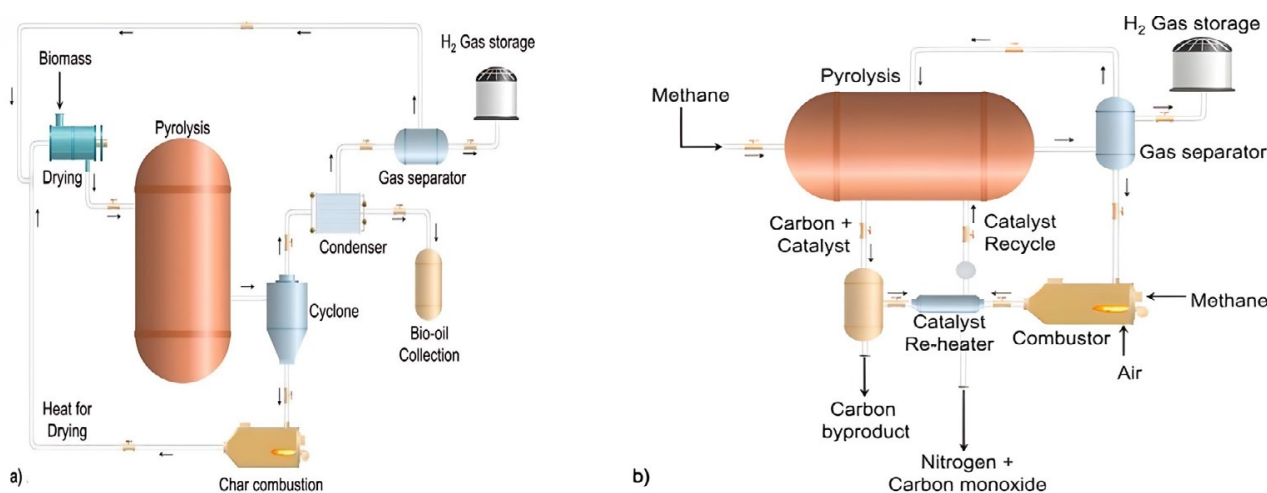 H₂ Gas storage
Biomass
Pyrolysis
Drying
Gas separator
Condenser
Cyclone
Bio-oil
Collection
Heat for
Drying
Char combustion
a)
H₂ Gas storage
Pyrolysis
Methane
Gas separator
Carbon +
Catalyst
Catalyst
Recycle
Methane
Catalyst
Re-heater
Combustor
Air
Carbon
byproduct
Nitrogen +
Carbon monoxide
b)